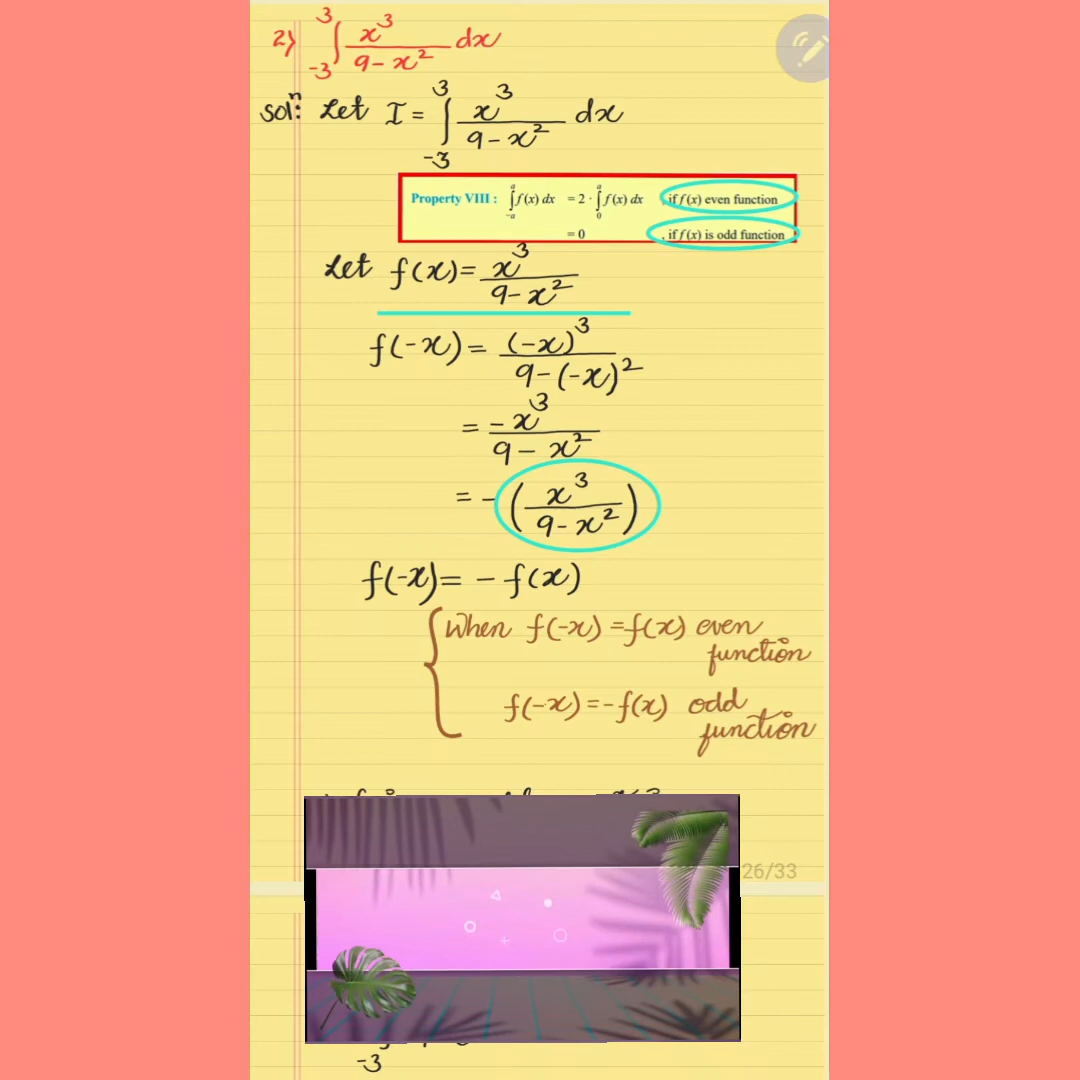 2) ∫_{-3}^{3} x³/(9-x²) dx
Solⁿ: Let I = ∫_{-3}^{3} x³/(9-x²) dx
Property VIII : ∫_{-a}^{a} f(x) dx = 2 · ∫_{0}^{a} f(x) dx , if f(x) even function
= 0 , if f(x) is odd function
Let f(x) = x³/(9-x²)
f(-x) = (-x)³/(9-(-x)²)
= -x³/(9-x²)
= -(x³/(9-x²))
f(-x) = -f(x)
When f(-x) = f(x) even
function
f(-x) = -f(x) odd
function
26/33
-3